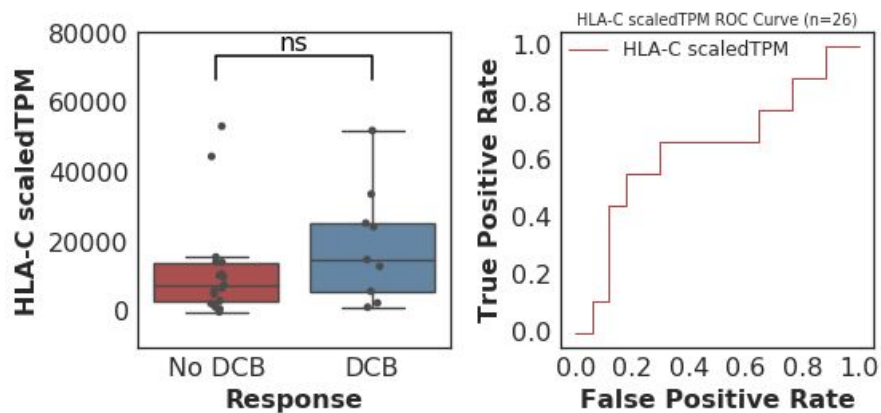 HLA-C scaledTPM
80000
60000
40000
20000
0
ns
No DCB
DCB
Response
HLA-C scaledTPM ROC Curve (n=26)
HLA-C scaledTPM
True Positive Rate
1.0
0.8
0.6
0.4
0.2
0.0
0.0 0.2 0.4 0.6 0.8 1.0
False Positive Rate